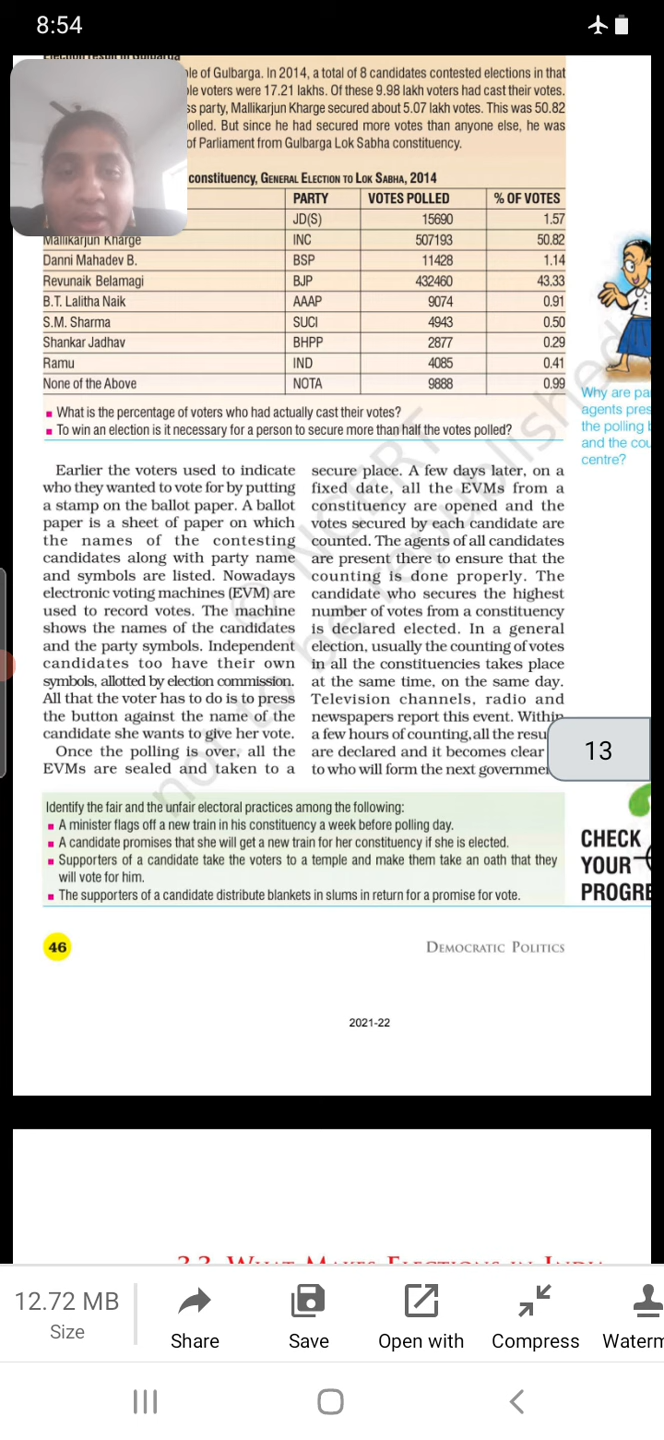 8:54
Election result in Gulbarga
le of Gulbarga. In 2014, a total of 8 candidates contested elections in that
le voters were 17.21 lakhs. Of these 9.98 lakh voters had cast their votes.
ss party, Mallikarjun Kharge secured about 5.07 lakh votes. This was 50.82
olled. But since he had secured more votes than anyone else, he was
of Parliament from Gulbarga Lok Sabha constituency.
constituency, GENERAL ELECTION TO LOK SABHA, 2014
PARTY VOTES POLLED % OF VOTES
JD(S) 15690 1.57
Mallikarjun Kharge INC 507193 50.82
Danni Mahadev B. BSP 11428 1.14
Revunaik Belamagi BJP 432460 43.33
B.T. Lalitha Naik AAAP 9074 0.91
S.M. Sharma SUCI 4943 0.50
Shankar Jadhav BHPP 2877 0.29
Ramu IND 4085 0.41
None of the Above NOTA 9888 0.99
■ What is the percentage of voters who had actually cast their votes?
■ To win an election is it necessary for a person to secure more than half the votes polled?
Why are pa
agents pres
the polling b
and the cou
centre?
Earlier the voters used to indicate
who they wanted to vote for by putting
a stamp on the ballot paper. A ballot
paper is a sheet of paper on which
the names of the contesting
candidates along with party name
and symbols are listed. Nowadays
electronic voting machines (EVM) are
used to record votes. The machine
shows the names of the candidates
and the party symbols. Independent
candidates too have their own
symbols, allotted by election commission.
All that the voter has to do is to press
the button against the name of the
candidate she wants to give her vote.
Once the polling is over, all the
EVMs are sealed and taken to a
secure place. A few days later, on a
fixed date, all the EVMs from a
constituency are opened and the
votes secured by each candidate are
counted. The agents of all candidates
are present there to ensure that the
counting is done properly. The
candidate who secures the highest
number of votes from a constituency
is declared elected. In a general
election, usually the counting of votes
in all the constituencies takes place
at the same time, on the same day.
Television channels, radio and
newspapers report this event. Within
a few hours of counting, all the resu
are declared and it becomes clear
to who will form the next governme
© NCERT
not to be republished
13
Identify the fair and the unfair electoral practices among the following:
■ A minister flags off a new train in his constituency a week before polling day.
■ A candidate promises that she will get a new train for her constituency if she is elected.
■ Supporters of a candidate take the voters to a temple and make them take an oath that they
will vote for him.
■ The supporters of a candidate distribute blankets in slums in return for a promise for vote.
CHECK
YOUR
PROGRE
46
DEMOCRATIC POLITICS
2021-22
12.72 MB
Size
Share
Save
Open with
Compress
Waterm